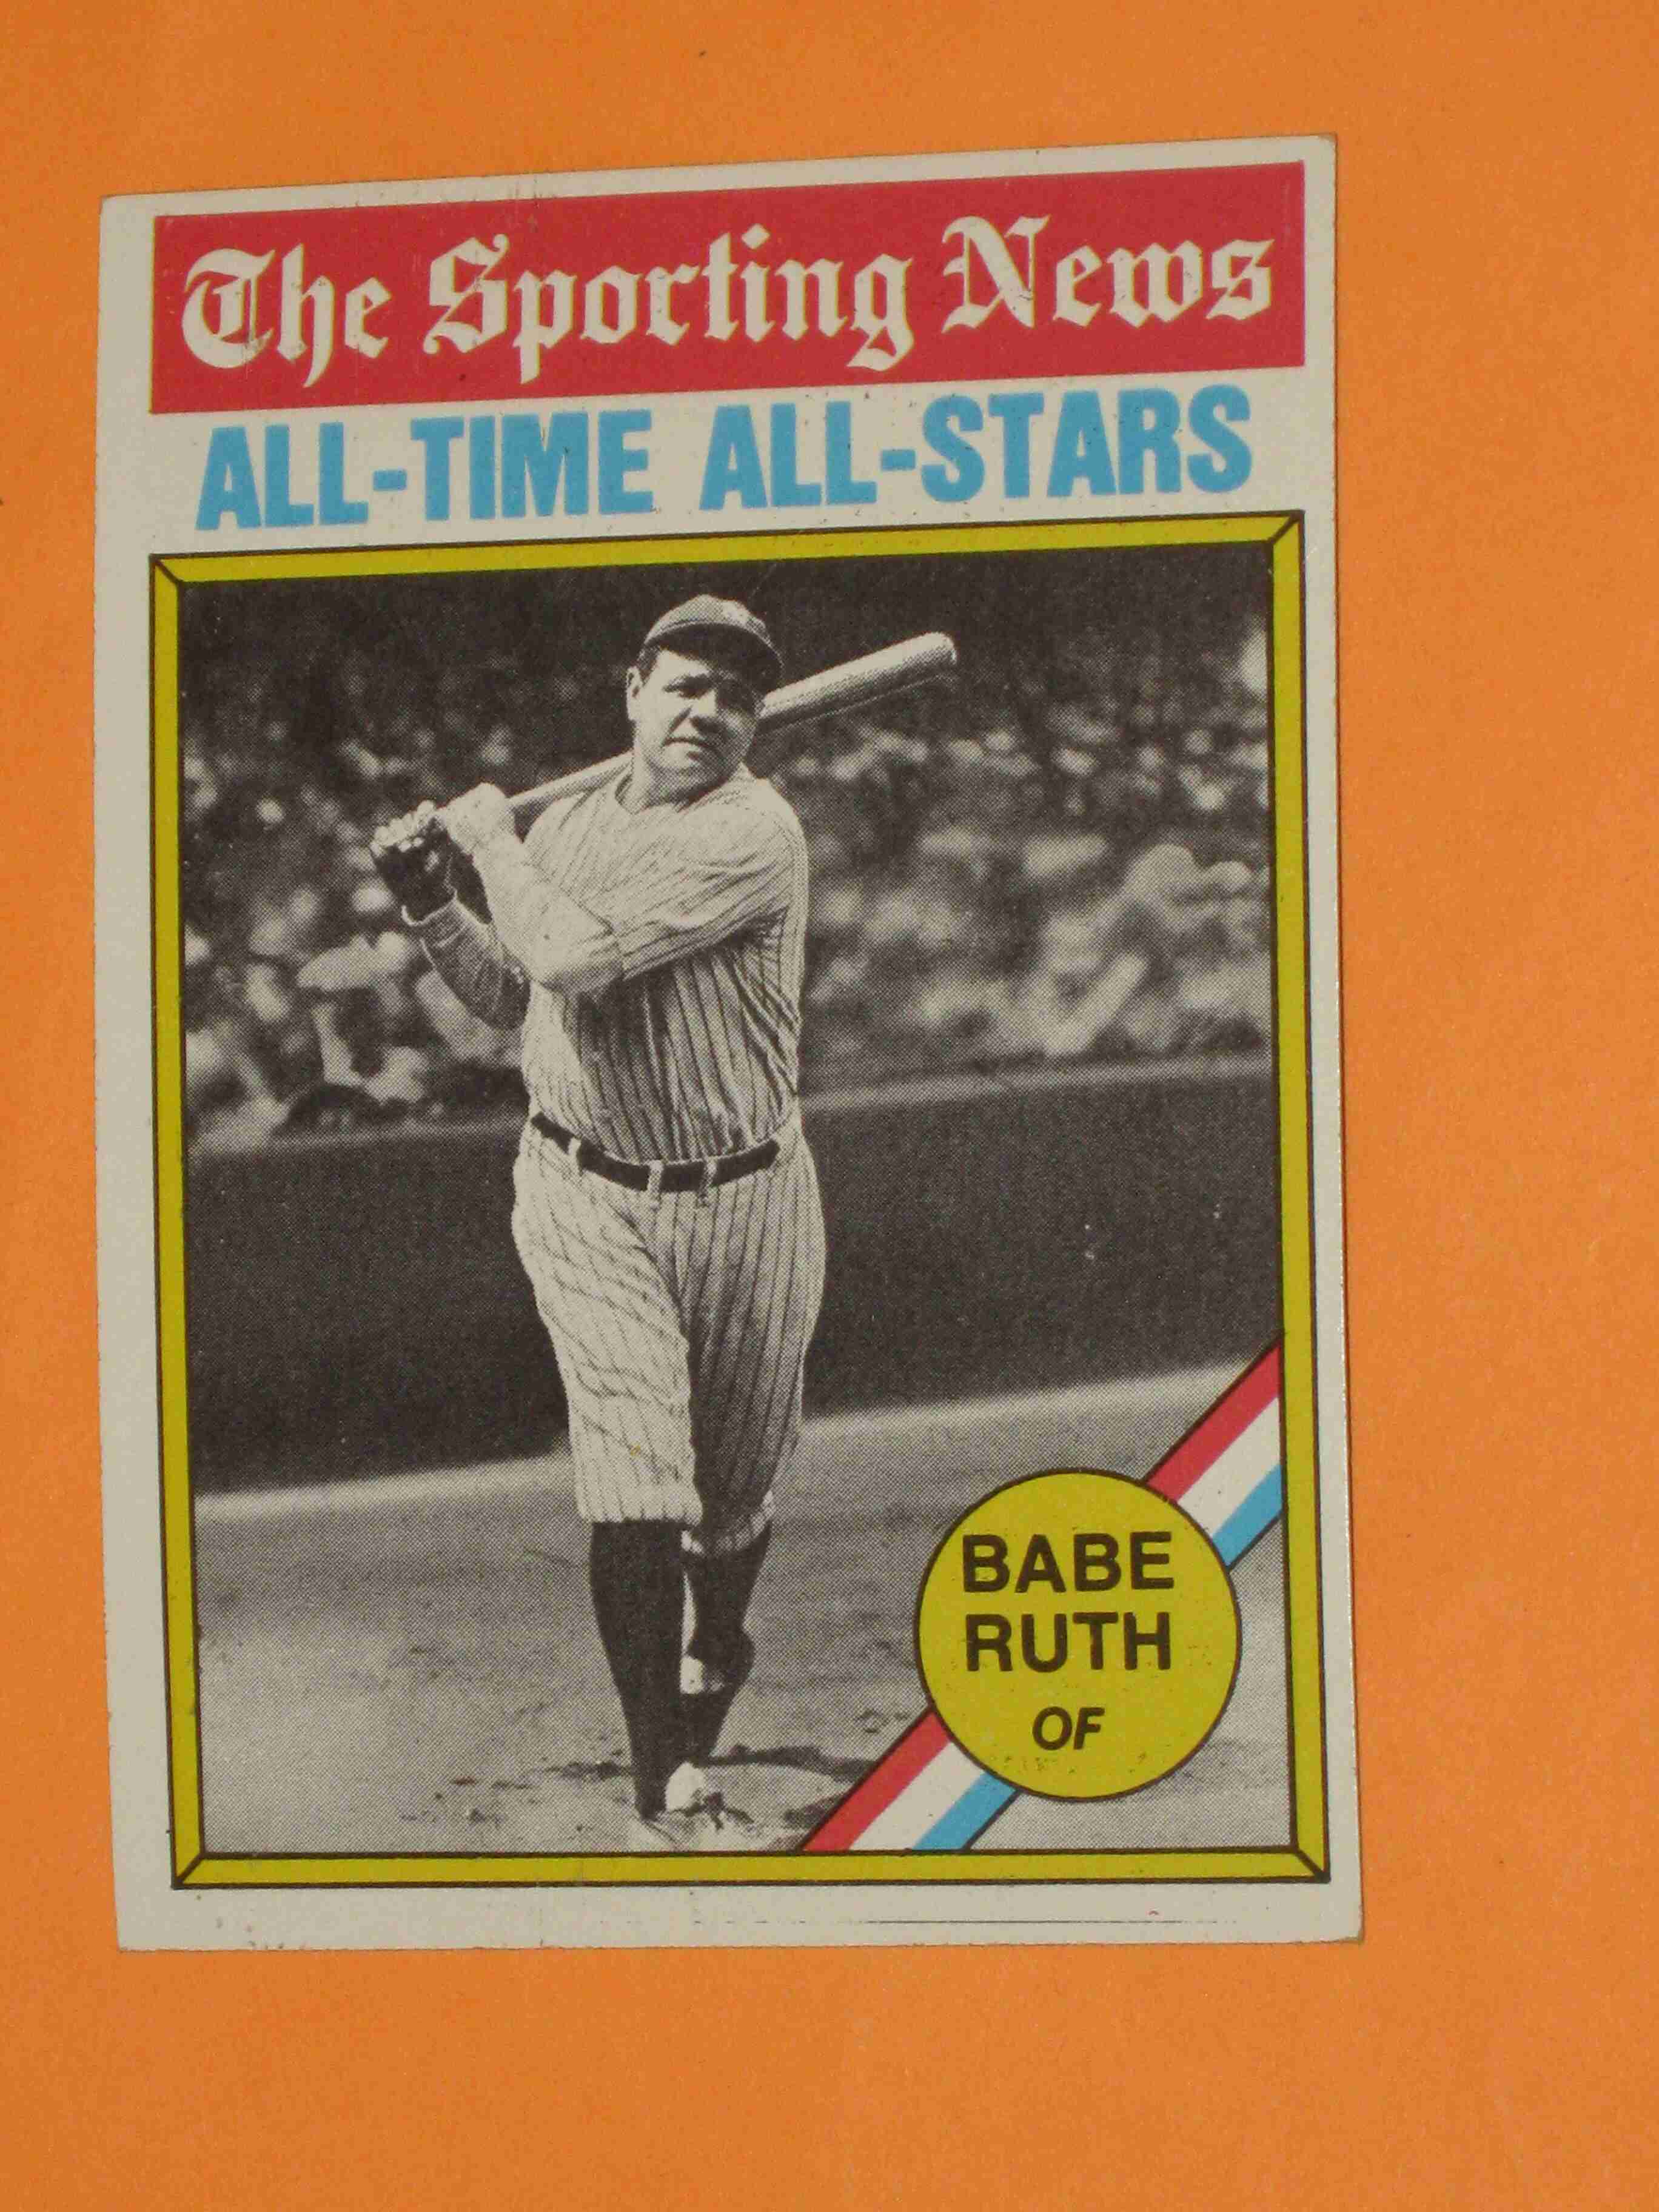 The Sporting News
ALL-TIME ALL-STARS
BABE
RUTH
OF